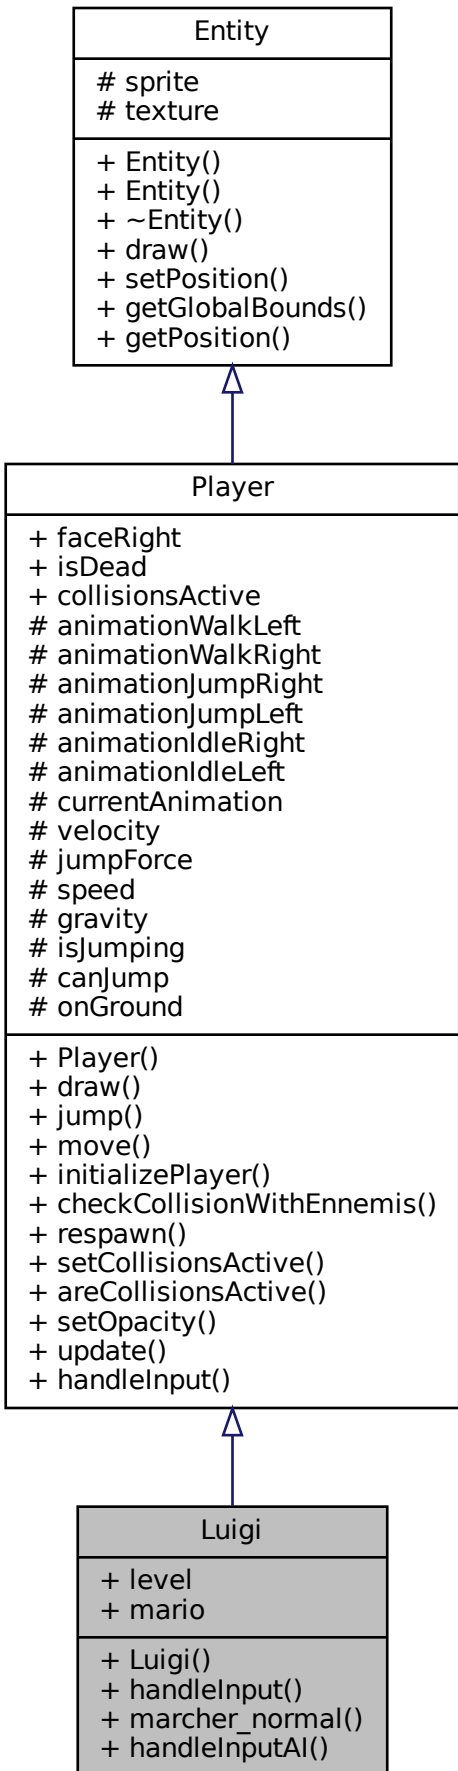 Entity
# sprite
# texture
+ Entity()
+ Entity()
+ ~Entity()
+ draw()
+ setPosition()
+ getGlobalBounds()
+ getPosition()
Player
+ faceRight
+ isDead
+ collisionsActive
# animationWalkLeft
# animationWalkRight
# animationJumpRight
# animationJumpLeft
# animationIdleRight
# animationIdleLeft
# currentAnimation
# velocity
# jumpForce
# speed
# gravity
# isJumping
# canJump
# onGround
+ Player()
+ draw()
+ jump()
+ move()
+ initializePlayer()
+ checkCollisionWithEnnemis()
+ respawn()
+ setCollisionsActive()
+ areCollisionsActive()
+ setOpacity()
+ update()
+ handleInput()
Luigi
+ level
+ mario
+ Luigi()
+ handleInput()
+ marcher_normal()
+ handleInputAI()